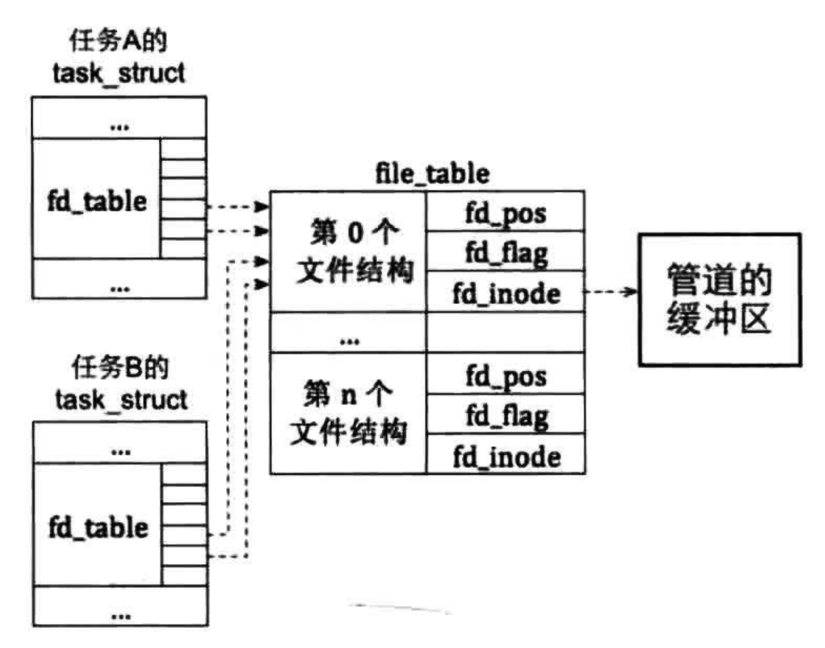 任务A的
task_struct
...
fd_table
...
file_table
第 0 个
文件结构
fd_pos
fd_flag
fd_inode
...
第 n 个
文件结构
fd_pos
fd_flag
fd_inode
管道的
缓冲区
任务B的
task_struct
...
fd_table
...